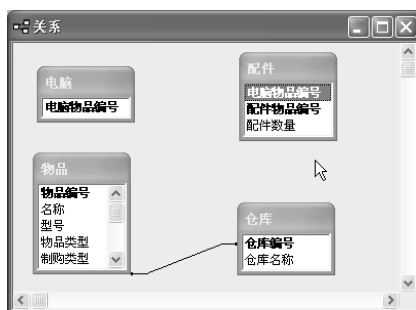 关系
电脑
电脑物品编号
配件
电脑物品编号
配件物品编号
配件数量
物品
物品编号
名称
型号
物品类型
制购类型
仓库
仓库编号
仓库名称